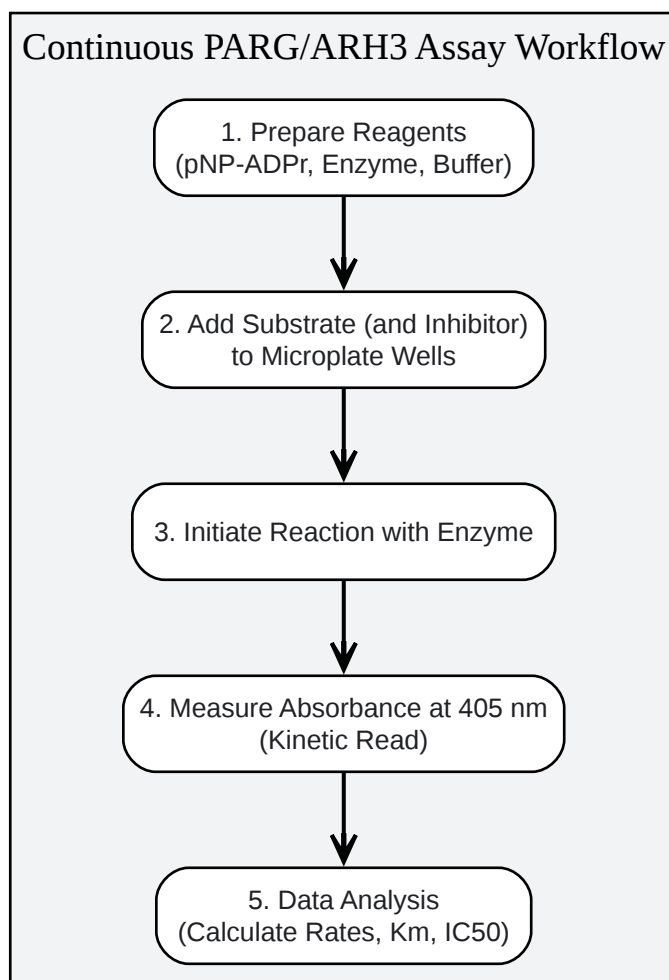 Continuous PARG/ARH3 Assay Workflow
1. Prepare Reagents
(pNP-ADPr, Enzyme, Buffer)
2. Add Substrate (and Inhibitor)
to Microplate Wells
3. Initiate Reaction with Enzyme
4. Measure Absorbance at 405 nm
(Kinetic Read)
5. Data Analysis
(Calculate Rates, Km, IC50)